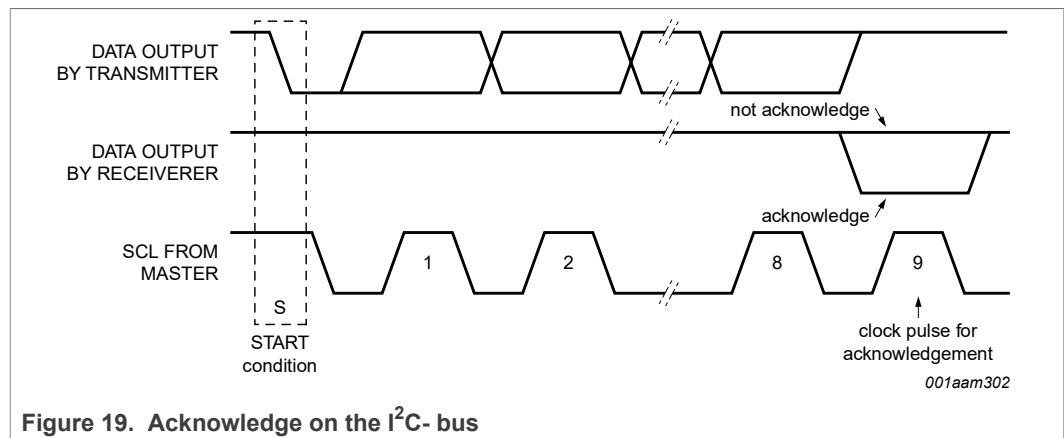 DATA OUTPUT
BY TRANSMITTER
not acknowledge
DATA OUTPUT
BY RECEIVERER
acknowledge
SCL FROM
MASTER
1
2
8
9
S
START
condition
clock pulse for
acknowledgement
001aam302
Figure 19. Acknowledge on the I²C- bus